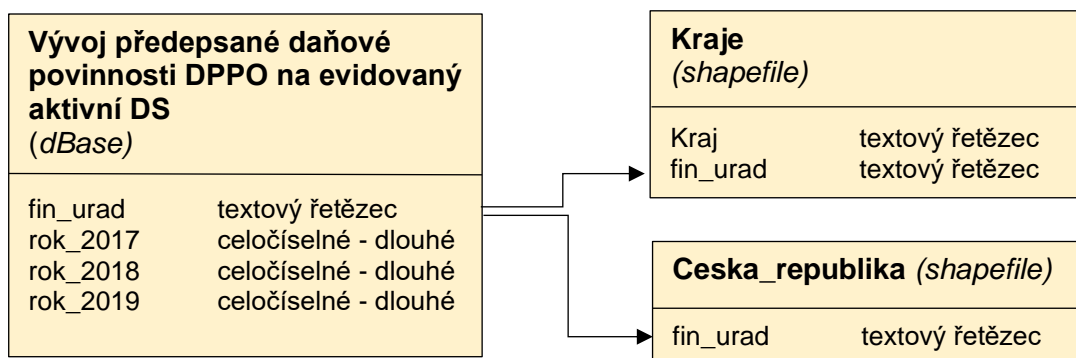 Vývoj předepsané daňové
povinnosti DPPO na evidovaný
aktivní DS
(dBase)
fin_urad textový řetězec
rok_2017 celočíselné - dlouhé
rok_2018 celočíselné - dlouhé
rok_2019 celočíselné - dlouhé
Kraje
(shapefile)
Kraj textový řetězec
fin_urad textový řetězec
Ceska_republika (shapefile)
fin_urad textový řetězec